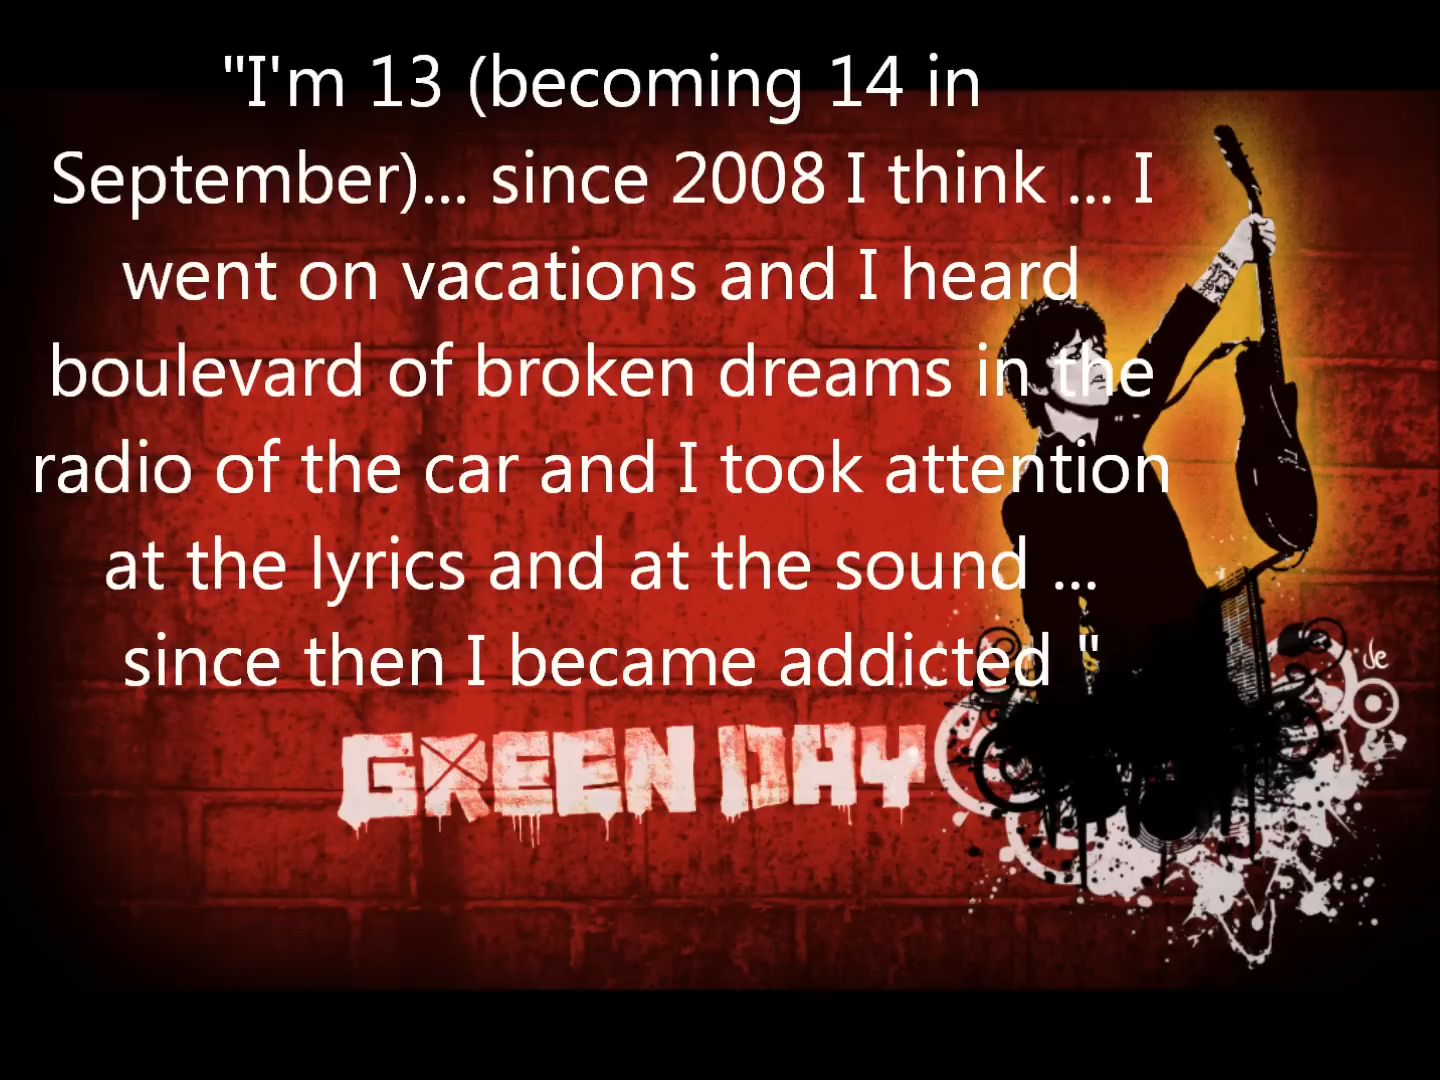 "I'm 13 (becoming 14 in
September)... since 2008 I think ... I
went on vacations and I heard
boulevard of broken dreams in the
radio of the car and I took attention
at the lyrics and at the sound ...
since then I became addicted "
GREEN DAY
Je